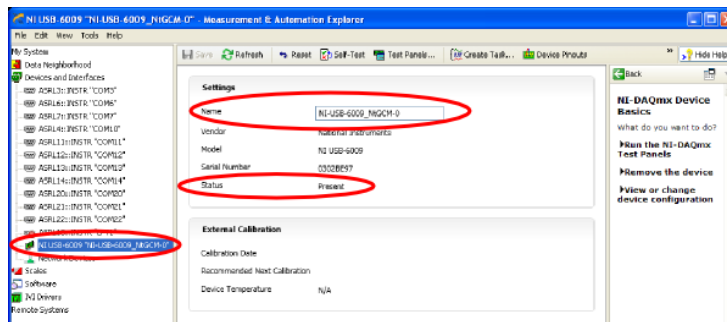 NI USB-6009 "NI-USB-6009_NtGCM-0" - Measurement & Automation Explorer
File Edit View Tools Help
My System
Data Neighborhood
Devices and Interfaces
ASRL3::INSTR "COM3"
ASRL6::INSTR "COM6"
ASRL7::INSTR "COM7"
ASRL4::INSTR "COM10"
ASRL11::INSTR "COM11"
ASRL12::INSTR "COM12"
ASRL13::INSTR "COM13"
ASRL14::INSTR "COM14"
ASRL20::INSTR "COM20"
ASRL21::INSTR "COM21"
ASRL22::INSTR "COM22"
NI USB-6009 "NI-USB-6009_NtGCM-0"
Network Devices
Scales
Software
IVI Drivers
Remote Systems
Save Refresh Reset Self-Test Test Panels... Create Task... Device Pinouts » Hide Help
Settings
Name NI-USB-6009_NtGCM-0
Vendor National Instruments
Model NI USB-6009
Serial Number 0302BE97
Status Present
External Calibration
Calibration Date
Recommended Next Calibration
Device Temperature N/A
Back
NI-DAQmx Device
Basics
What do you want to do?
Run the NI-DAQmx
Test Panels
Remove the device
View or change
device configuration